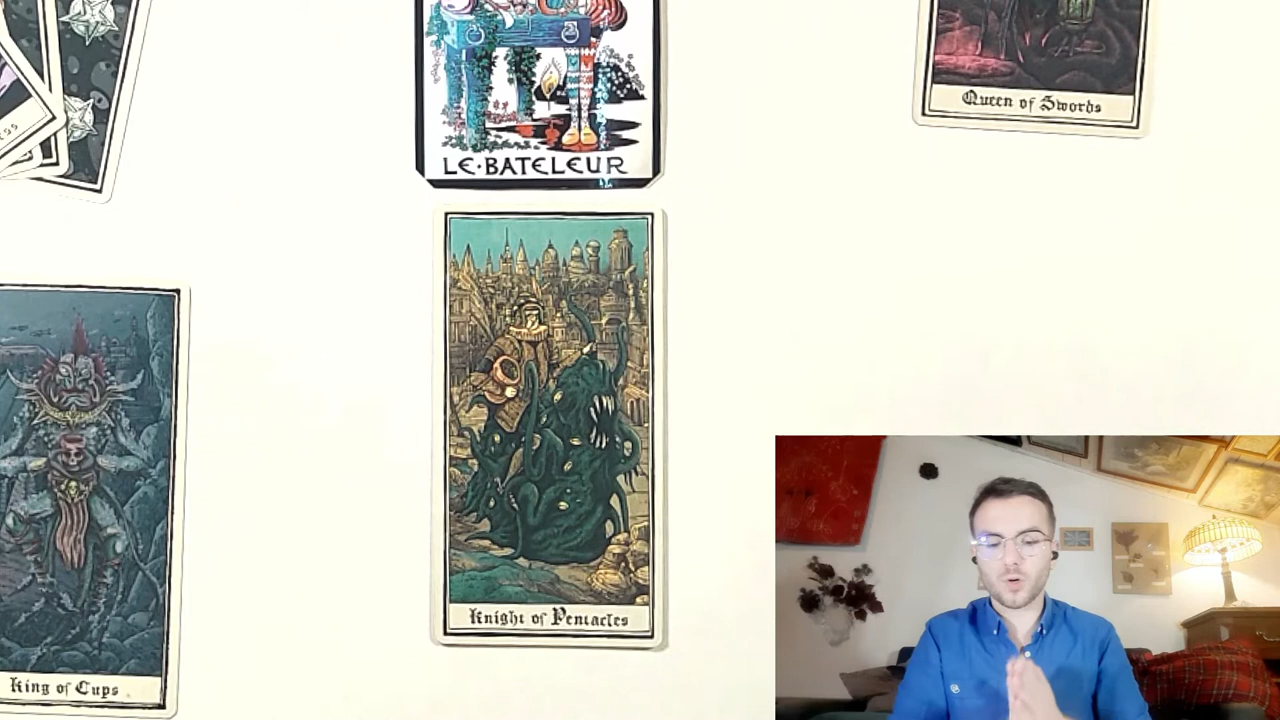 Queen of Swords
LE·BATELEUR
Knight of Pentacles
King of Cups